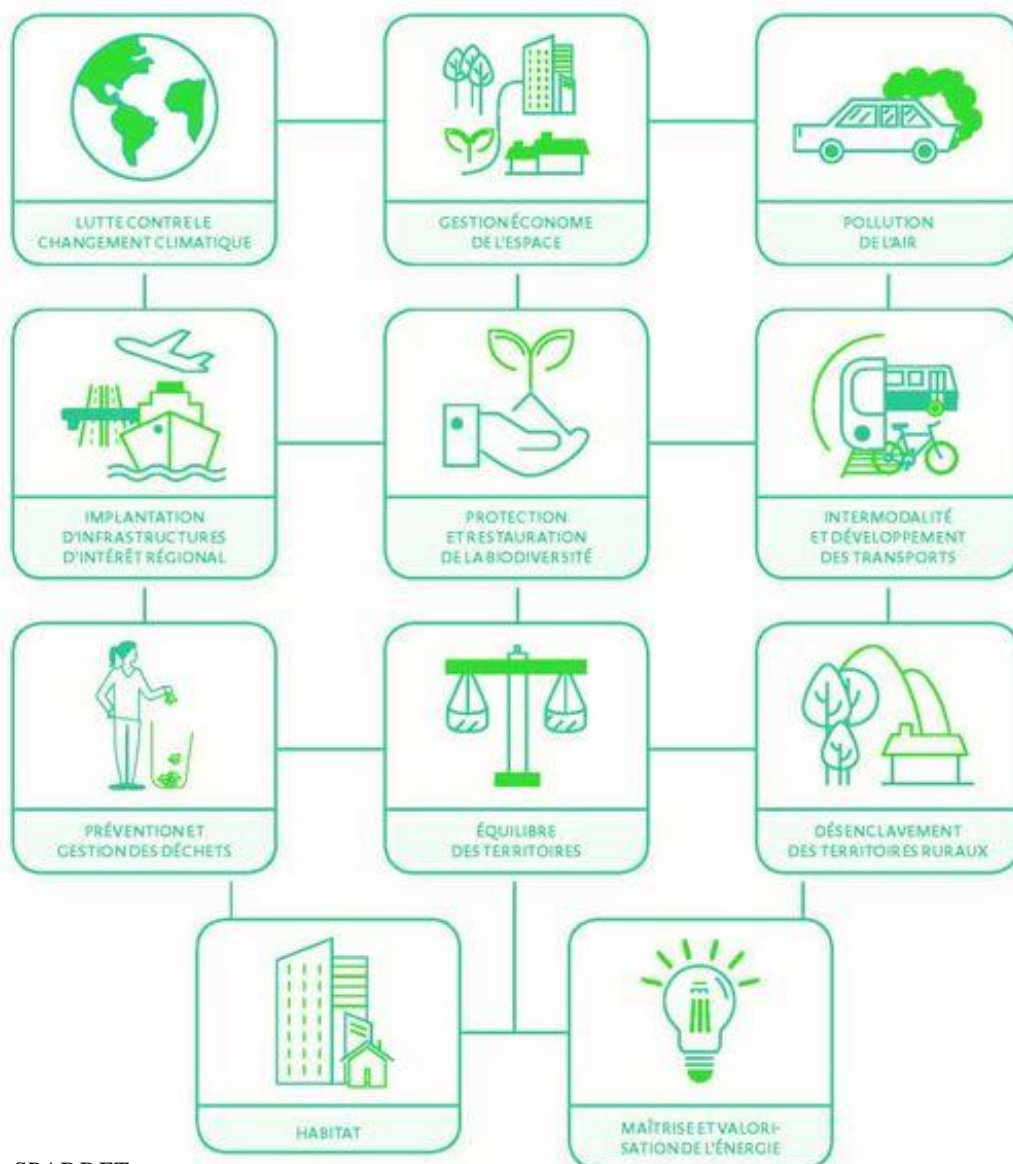 LUTTE CONTRE LE
CHANGEMENT CLIMATIQUE
GESTION ÉCONOME
DE L'ESPACE
POLLUTION
DE L'AIR
IMPLANTATION
D'INFRASTRUCTURES
D'INTÉRÊT RÉGIONAL
PROTECTION
ET RESTAURATION
DE LA BIODIVERSITÉ
INTERMODALITÉ
ET DÉVELOPPEMENT
DES TRANSPORTS
PRÉVENTION ET
GESTION DES DÉCHETS
ÉQUILIBRE
DES TERRITOIRES
DÉSENCLAVEMENT
DES TERRITOIRES RURAUX
HABITAT
MAÎTRISE ET VALORI-
SATION DE L'ÉNERGIE